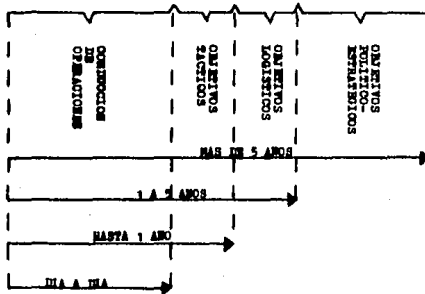 CONDUCCION
DE
OPERACIONES
OBJETIVOS
TACTICOS
OBJETIVOS
LOGISTICOS
OBJETIVOS
POLITICO-
ESTRATEGICOS
MAS DE 5 AÑOS
1 A 5 AÑOS
HASTA 1 AÑO
DIA A DIA